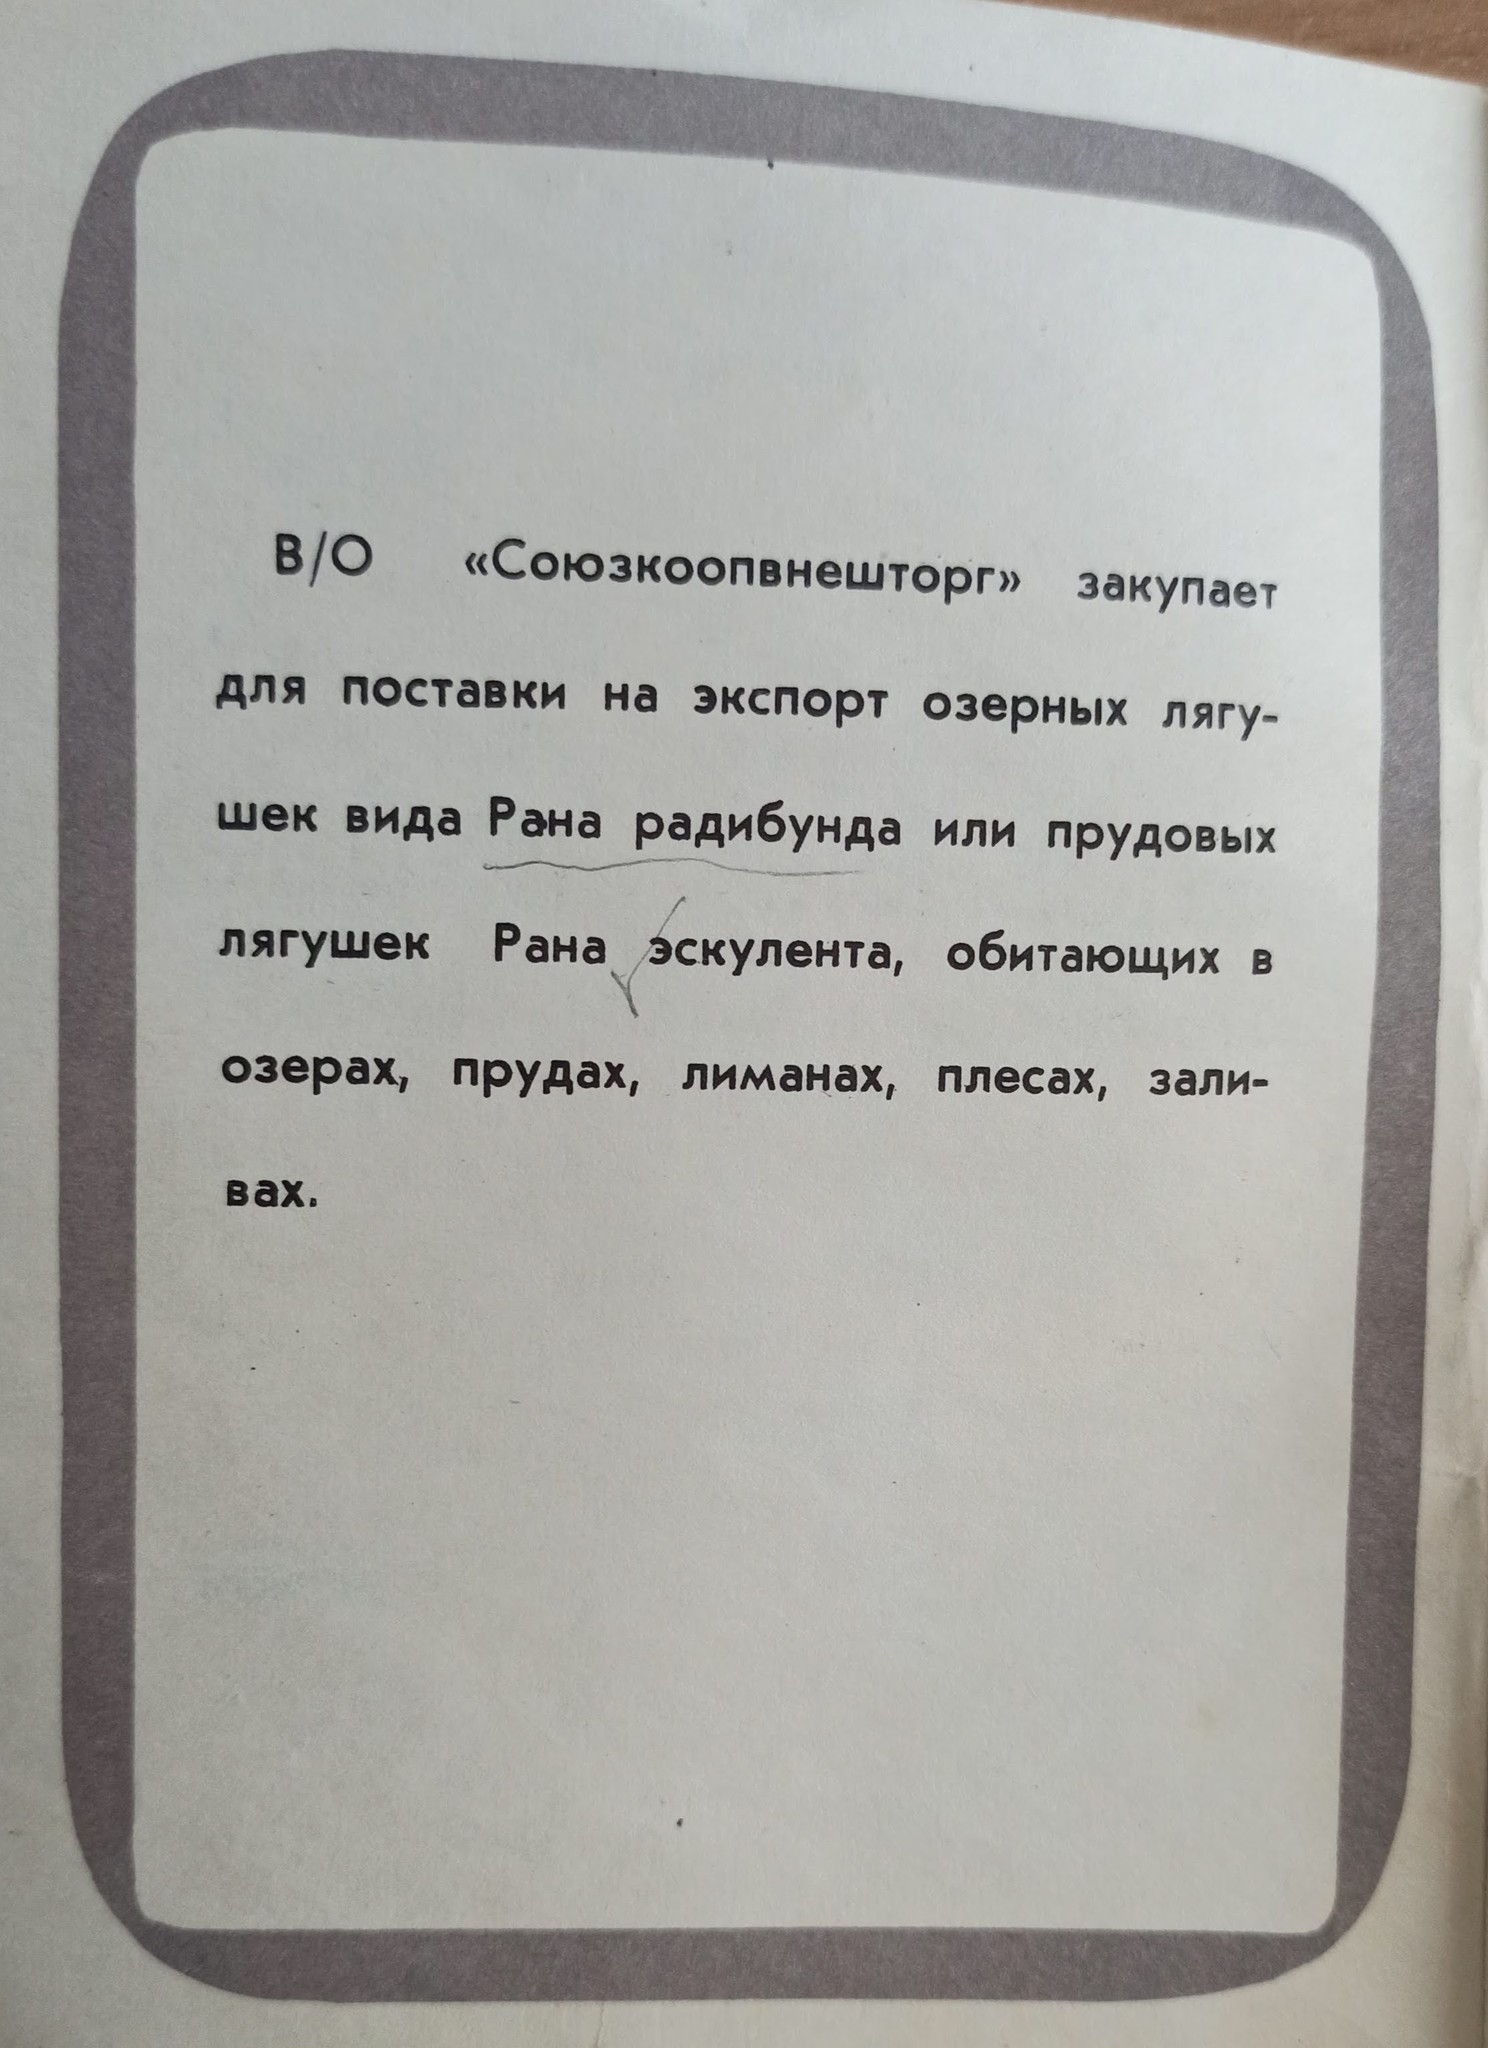 В/О «Союзкоопвнешторг» закупает
для поставки на экспорт озерных лягу-
шек вида Рана радибунда или прудовых
лягушек Рана эскулента, обитающих в
озерах, прудах, лиманах, плесах, зали-
вах.